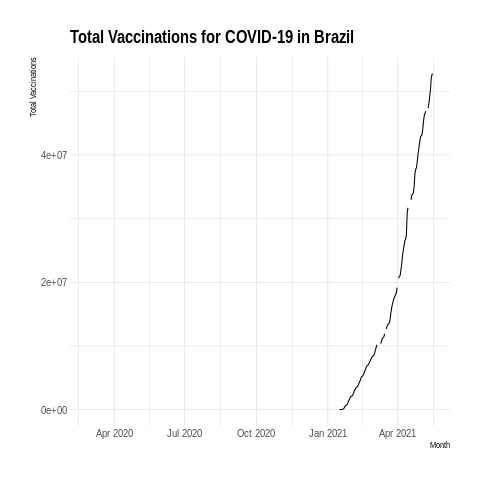 Total Vaccinations for COVID-19 in Brazil
Total Vaccinations
4e+07
2e+07
0e+00
Apr 2020 Jul 2020 Oct 2020 Jan 2021 Apr 2021
Month